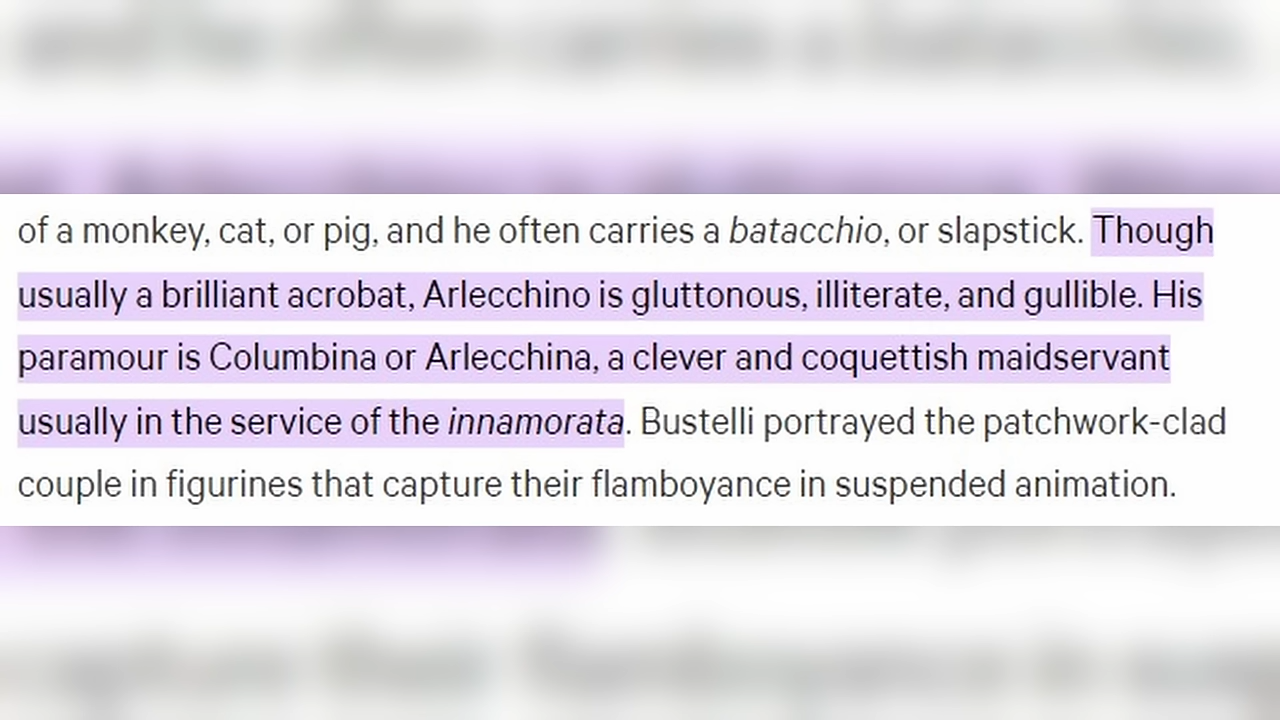 of a monkey, cat, or pig, and he often carries a batacchio, or slapstick. Though
usually a brilliant acrobat, Arlecchino is gluttonous, illiterate, and gullible. His
paramour is Columbina or Arlecchina, a clever and coquettish maidservant
usually in the service of the innamorata. Bustelli portrayed the patchwork-clad
couple in figurines that capture their flamboyance in suspended animation.